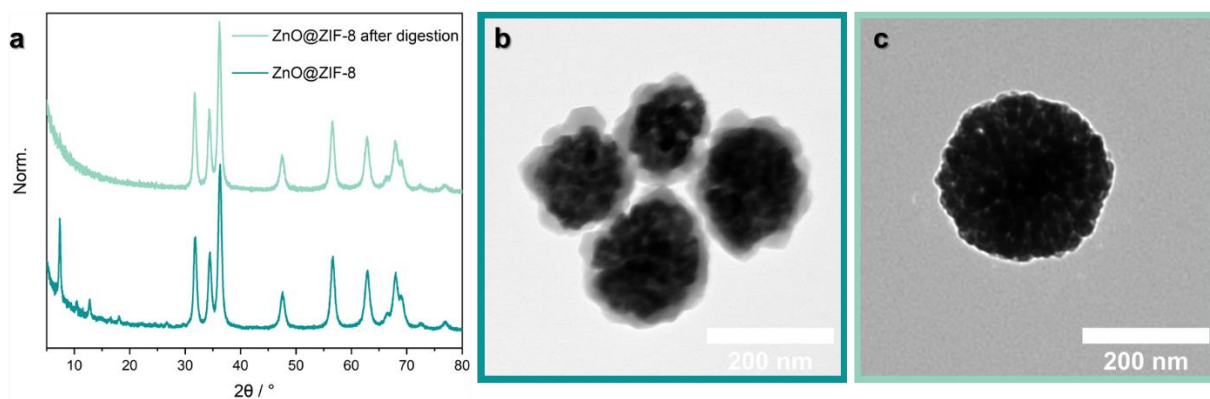 a
ZnO@ZIF-8 after digestion
ZnO@ZIF-8
Norm.
10 20 30 40 50 60 70 80
2θ / °
b
200 nm
c
200 nm